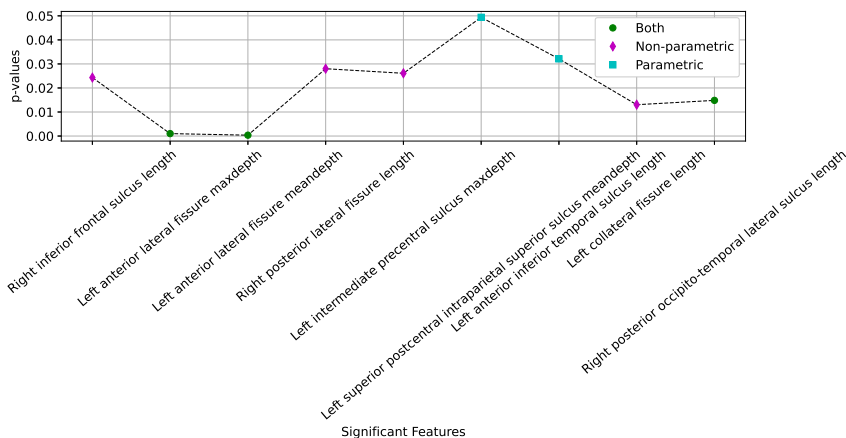 0.05
0.04
0.03
0.02
0.01
0.00
p-values
Both
Non-parametric
Parametric
Right inferior frontal sulcus length
Left anterior lateral fissure maxdepth
Left anterior lateral fissure meandepth
Right posterior lateral fissure length
Left intermediate precentral sulcus maxdepth
Left superior postcentral intraparietal superior sulcus meandepth
Left anterior inferior temporal sulcus length
Left collateral fissure length
Right posterior occipito-temporal lateral sulcus length
Significant Features